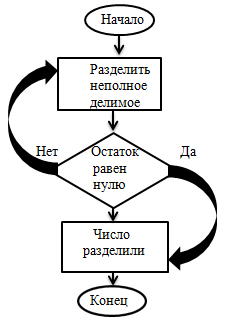 Начало
Разделить
неполное
делимое
Нет
Остаток
Да
равен
нулю
Число
разделили
Конец